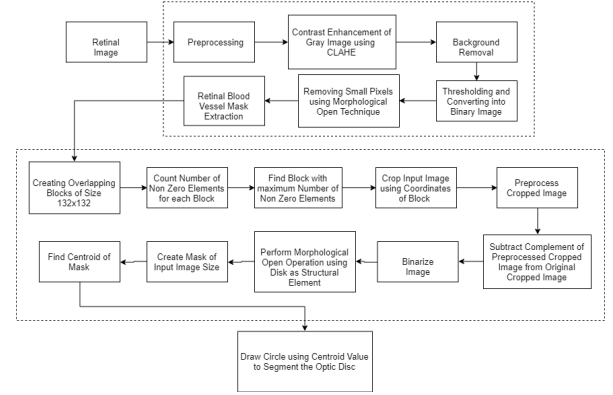 Retinal
Image
Preprocessing
Contrast Enhancement of
Gray Image using
CLAHE
Background
Removal
Thresholding and
Converting into
Binary Image
Removing Small Pixels
using Morphological
Open Technique
Retinal Blood
Vessel Mask
Extraction
Creating Overlapping
Blocks of Size
132x132
Count Number of
Non Zero Elements
for each Block
Find Block with
maximum Number of
Non Zero Elements
Crop Input Image
using Coordinates
of Block
Preprocess
Cropped Image
Subtract Complement of
Preprocessed Cropped
Image from Original
Cropped Image
Binarize
Image
Perform Morphological
Open Operation using
Disk as Structural
Element
Create Mask of
Input Image Size
Find Centroid of
Mask
Draw Circle using Centroid Value
to Segment the Optic Disc